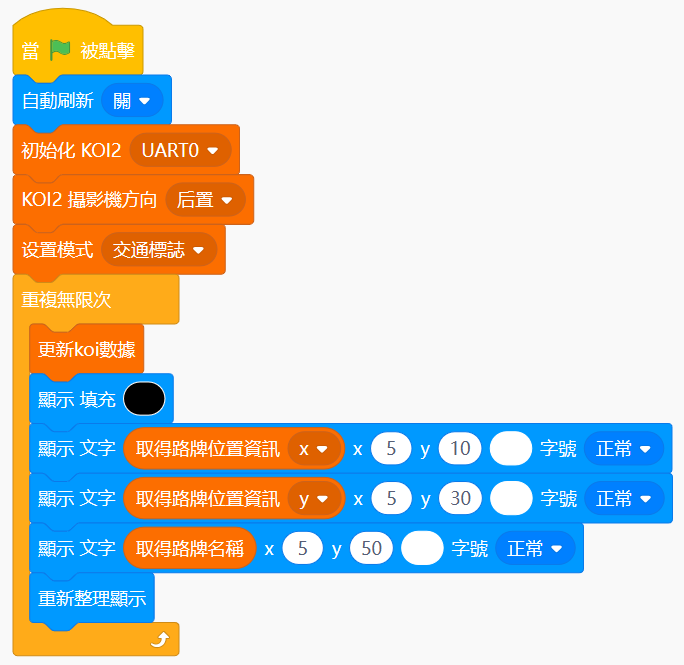 當 被點擊
自動刷新 開
初始化 KOI2 UART0
KOI2 攝影機方向 后置
设置模式 交通標誌
重複無限次
更新koi數據
顯示 填充
顯示 文字 取得路牌位置資訊 x x 5 y 10 字號 正常
顯示 文字 取得路牌位置資訊 y x 5 y 30 字號 正常
顯示 文字 取得路牌名稱 x 5 y 50 字號 正常
重新整理顯示